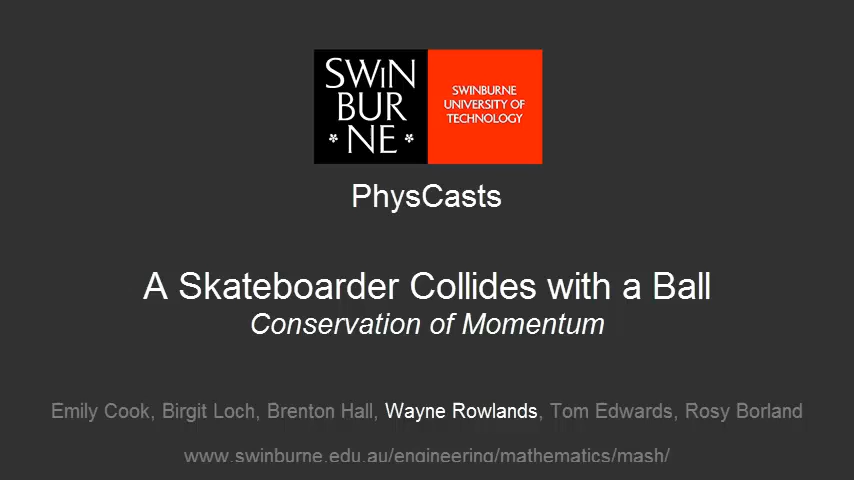 SWIN
BUR
NE
SWINBURNE
UNIVERSITY OF
TECHNOLOGY
PhysCasts
A Skateboarder Collides with a Ball
Conservation of Momentum
Emily Cook, Birgit Loch, Brenton Hall, Wayne Rowlands, Tom Edwards, Rosy Borland
www.swinburne.edu.au/engineering/mathematics/mash/